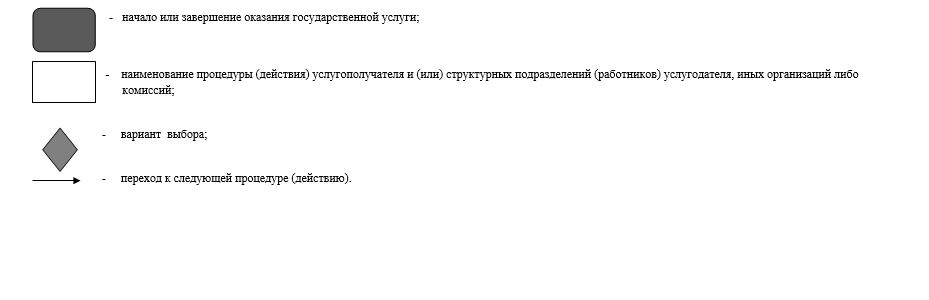 - начало или завершение оказания государственной услуги;
- наименование процедуры (действия) услугополучателя и (или) структурных подразделений (работников) услугодателя, иных организаций либо
комиссий;
- вариант выбора;
- переход к следующей процедуре (действию).